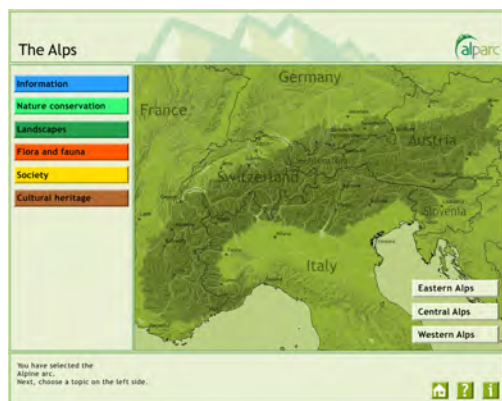 The Alps
alparc
Information
Nature conservation
Landscapes
Flora and fauna
Society
Cultural heritage
Germany
France
Austria
Switzerland
Slovenia
Italy
Eastern Alps
Central Alps
Western Alps
You have selected the
Alpine arc.
Next, choose a topic on the left side.
?
i